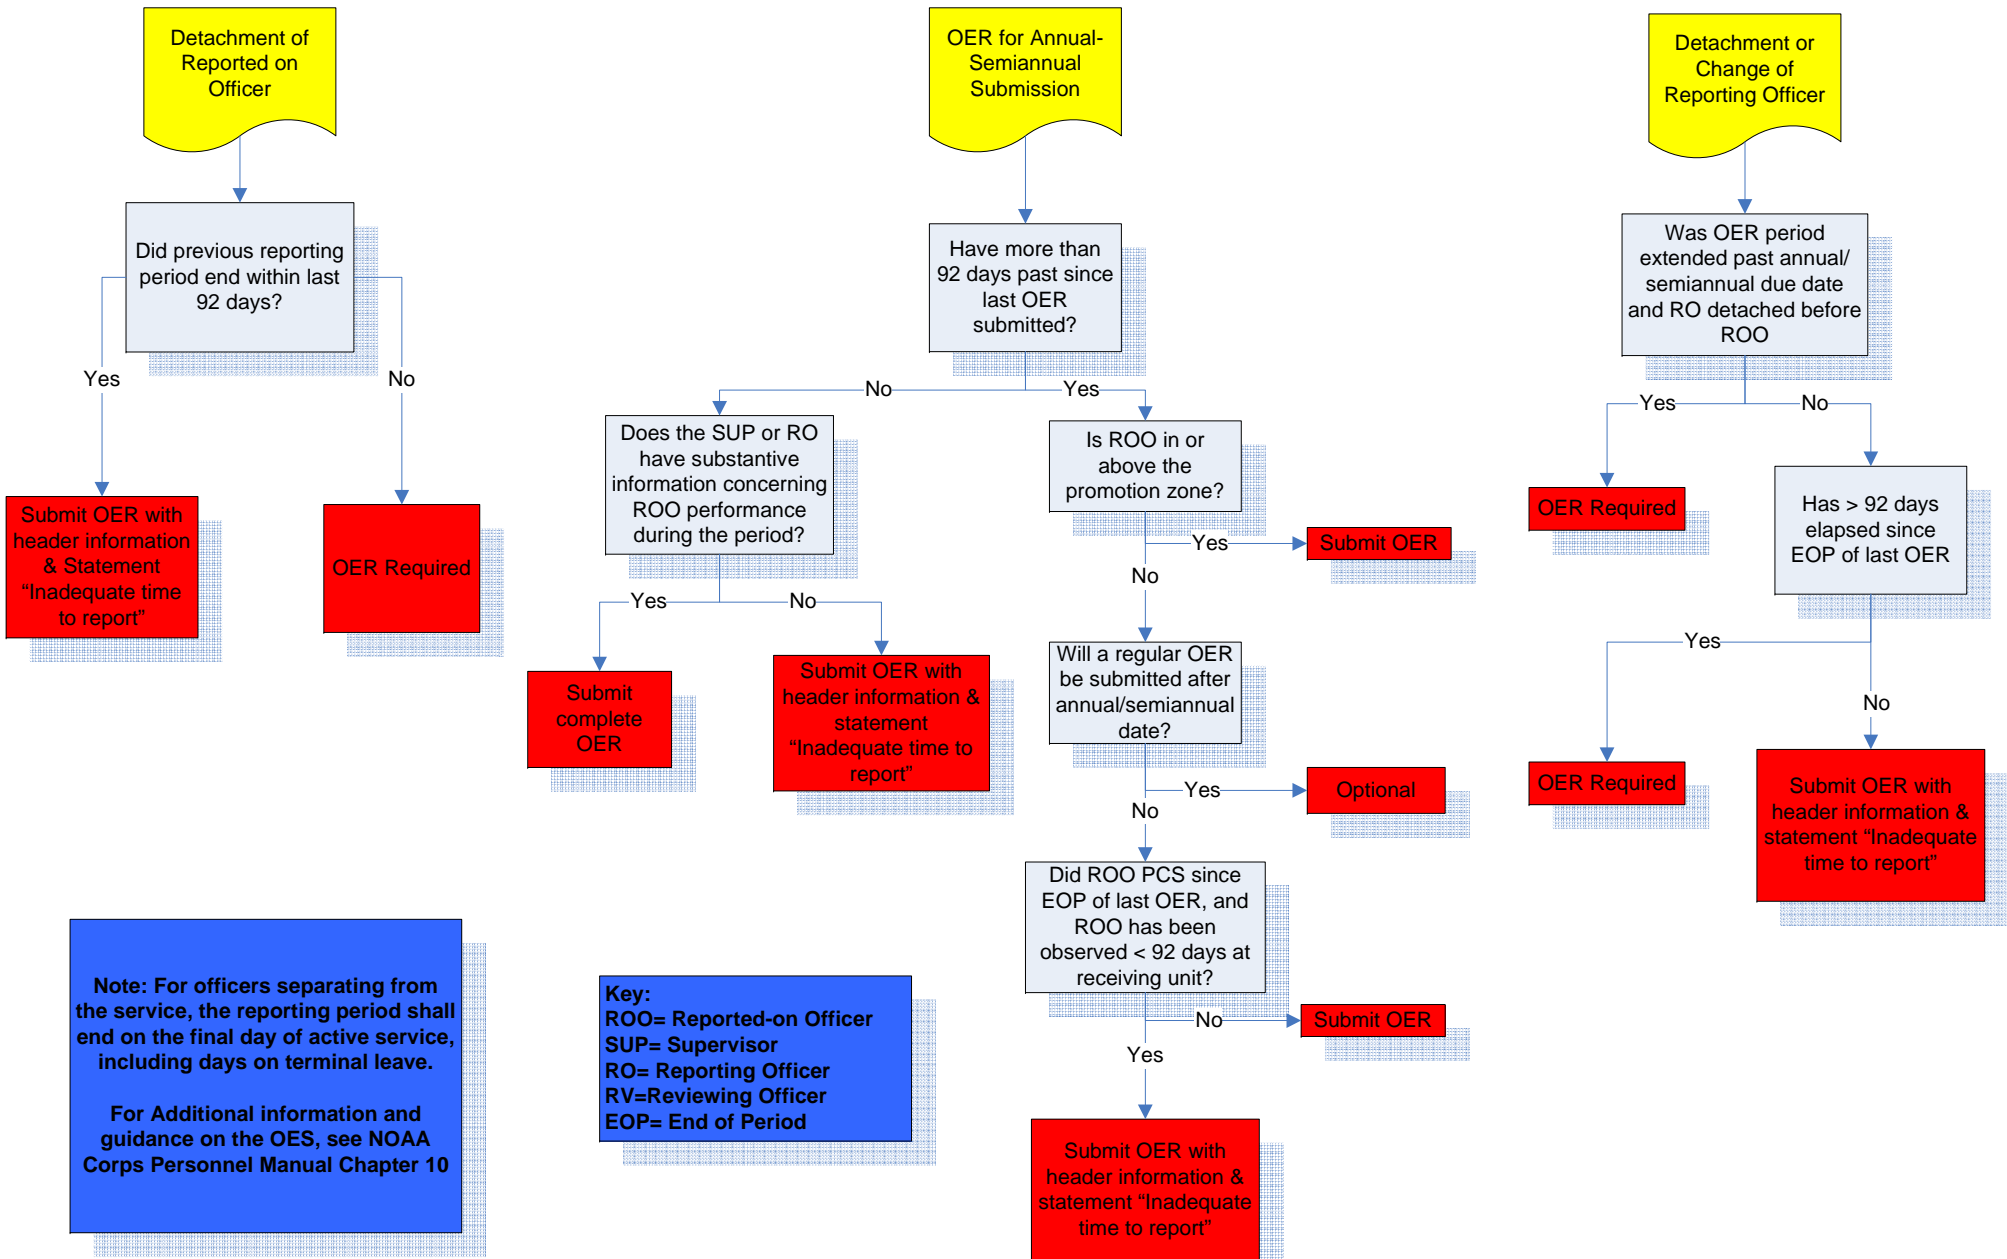 Detachment of
Reported on
Officer
Did previous reporting
period end within last
92 days?
Yes
No
Submit OER with
header information
& Statement
“Inadequate time
to report”
OER Required
OER for Annual-
Semiannual
Submission
Have more than
92 days past since
last OER
submitted?
No
Yes
Does the SUP or RO
have substantive
information concerning
ROO performance
during the period?
Yes
No
Submit
complete
OER
Submit OER with
header information &
statement
“Inadequate time to
report”
Is ROO in or
above the
promotion zone?
Yes
Submit OER
No
Will a regular OER
be submitted after
annual/semiannual
date?
Yes
Optional
No
Did ROO PCS since
EOP of last OER, and
ROO has been
observed < 92 days at
receiving unit?
No
Submit OER
Yes
Submit OER with
header information &
statement “Inadequate
time to report”
Detachment or
Change of
Reporting Officer
Was OER period
extended past annual/
semiannual due date
and RO detached before
ROO
Yes
No
OER Required
Has > 92 days
elapsed since
EOP of last OER
Yes
No
OER Required
Submit OER with
header information &
statement “Inadequate
time to report”
Note: For officers separating from
the service, the reporting period shall
end on the final day of active service,
including days on terminal leave.
For Additional information and
guidance on the OES, see NOAA
Corps Personnel Manual Chapter 10
Key:
ROO= Reported-on Officer
SUP= Supervisor
RO= Reporting Officer
RV=Reviewing Officer
EOP= End of Period